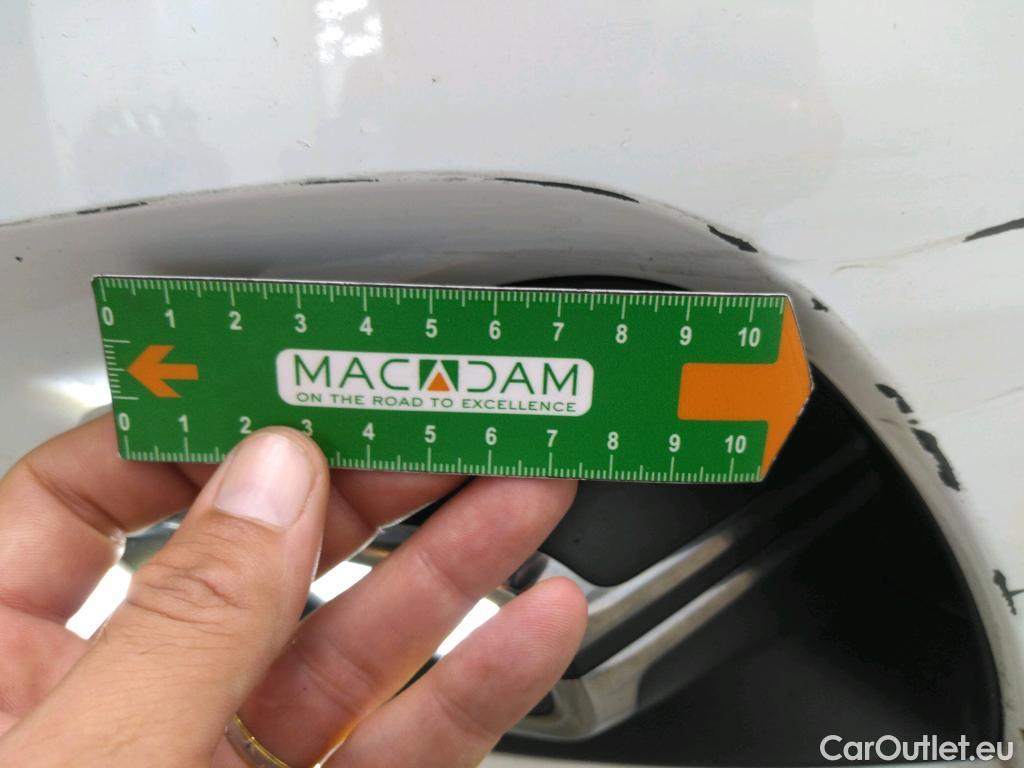 0 1 2 3 4 5 6 7 8 9 10
MACADAM
ON THE ROAD TO EXCELLENCE
0 1 2 3 4 5 6 7 8 9 10
CarOutlet.eu